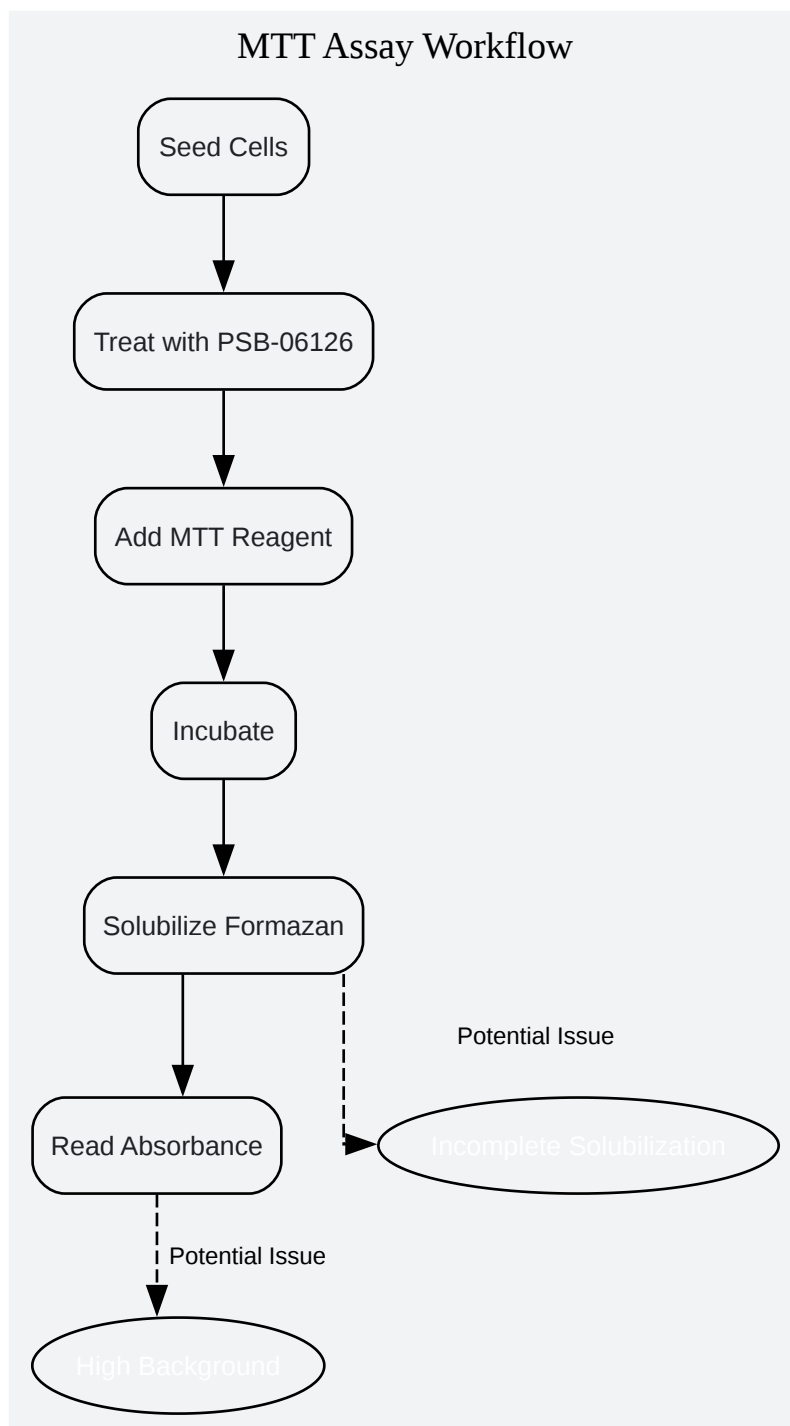 MTT Assay Workflow
Seed Cells
Treat with PSB-06126
Add MTT Reagent
Incubate
Solubilize Formazan
Potential Issue
Read Absorbance
Incomplete Solubilization
Potential Issue
High Background